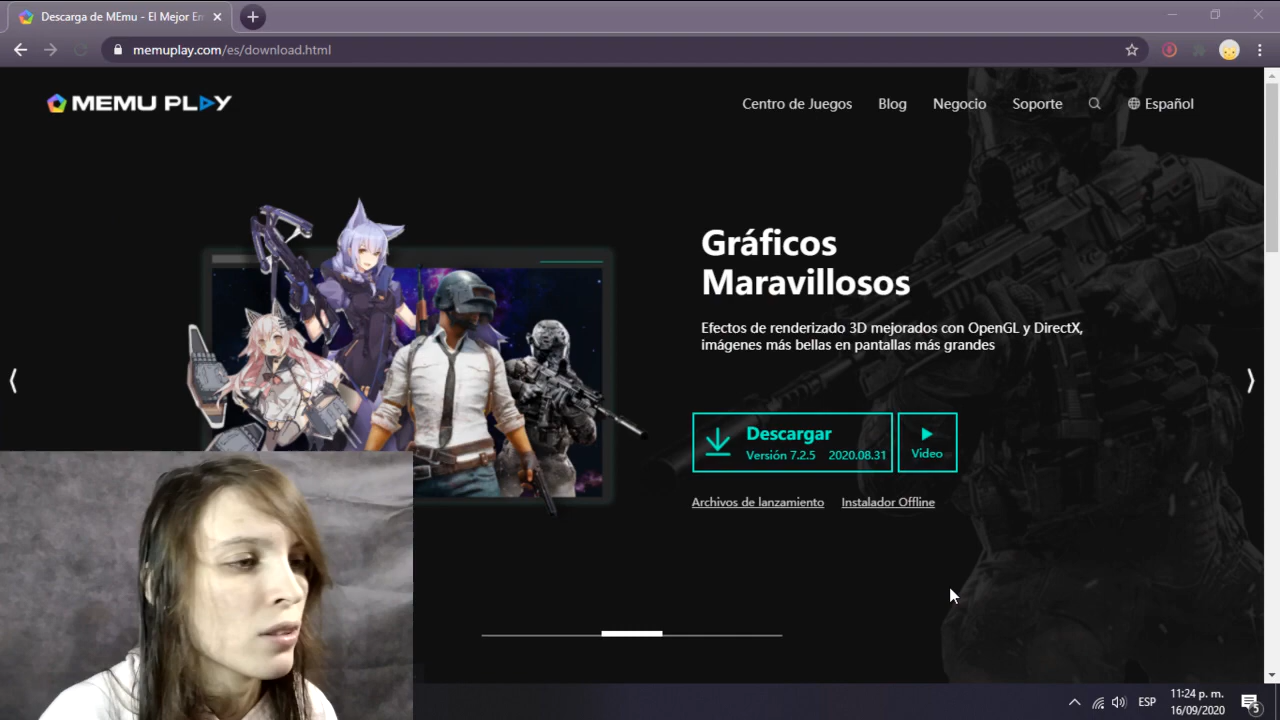 Descarga de MEmu - El Mejor Em
memuplay.com/es/download.html
MEMU PLAY
Centro de Juegos
Blog
Negocio
Soporte
Español
Gráficos
Maravillosos
Efectos de renderizado 3D mejorados con OpenGL y DirectX,
imágenes más bellas en pantallas más grandes
Descargar
Versión 7.2.5 2020.08.31
Video
Archivos de lanzamiento
Instalador Offline
ESP
11:24 p. m.
16/09/2020
5